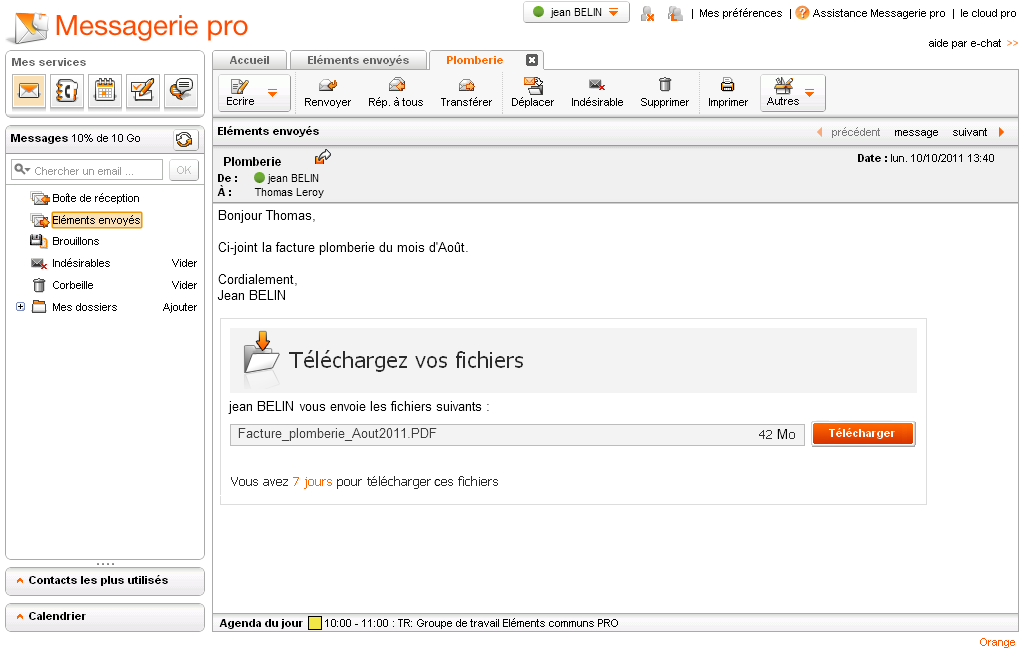 Messagerie pro
jean BELIN
Mes préférences | Assistance Messagerie pro | le cloud pro
aide par e-chat >>
Mes services
Messages 10% de 10 Go
Chercher un email ...
OK
Boîte de réception
Eléments envoyés
Brouillons
Indésirables Vider
Corbeille Vider
Mes dossiers Ajouter
Contacts les plus utilisés
Calendrier
Accueil
Eléments envoyés
Plomberie
Ecrire
Renvoyer
Rép. à tous
Transférer
Déplacer
Indésirable
Supprimer
Imprimer
Autres
Eléments envoyés
précédent message suivant
Plomberie
Date : lun. 10/10/2011 13:40
De : jean BELIN
À : Thomas Leroy
Bonjour Thomas,
Ci-joint la facture plomberie du mois d'Août.
Cordialement,
Jean BELIN
Téléchargez vos fichiers
jean BELIN vous envoie les fichiers suivants :
Facture_plomberie_Aout2011.PDF 42 Mo
Télécharger
Vous avez 7 jours pour télécharger ces fichiers
Agenda du jour 10:00 - 11:00 : TR: Groupe de travail Eléments communs PRO
Orange